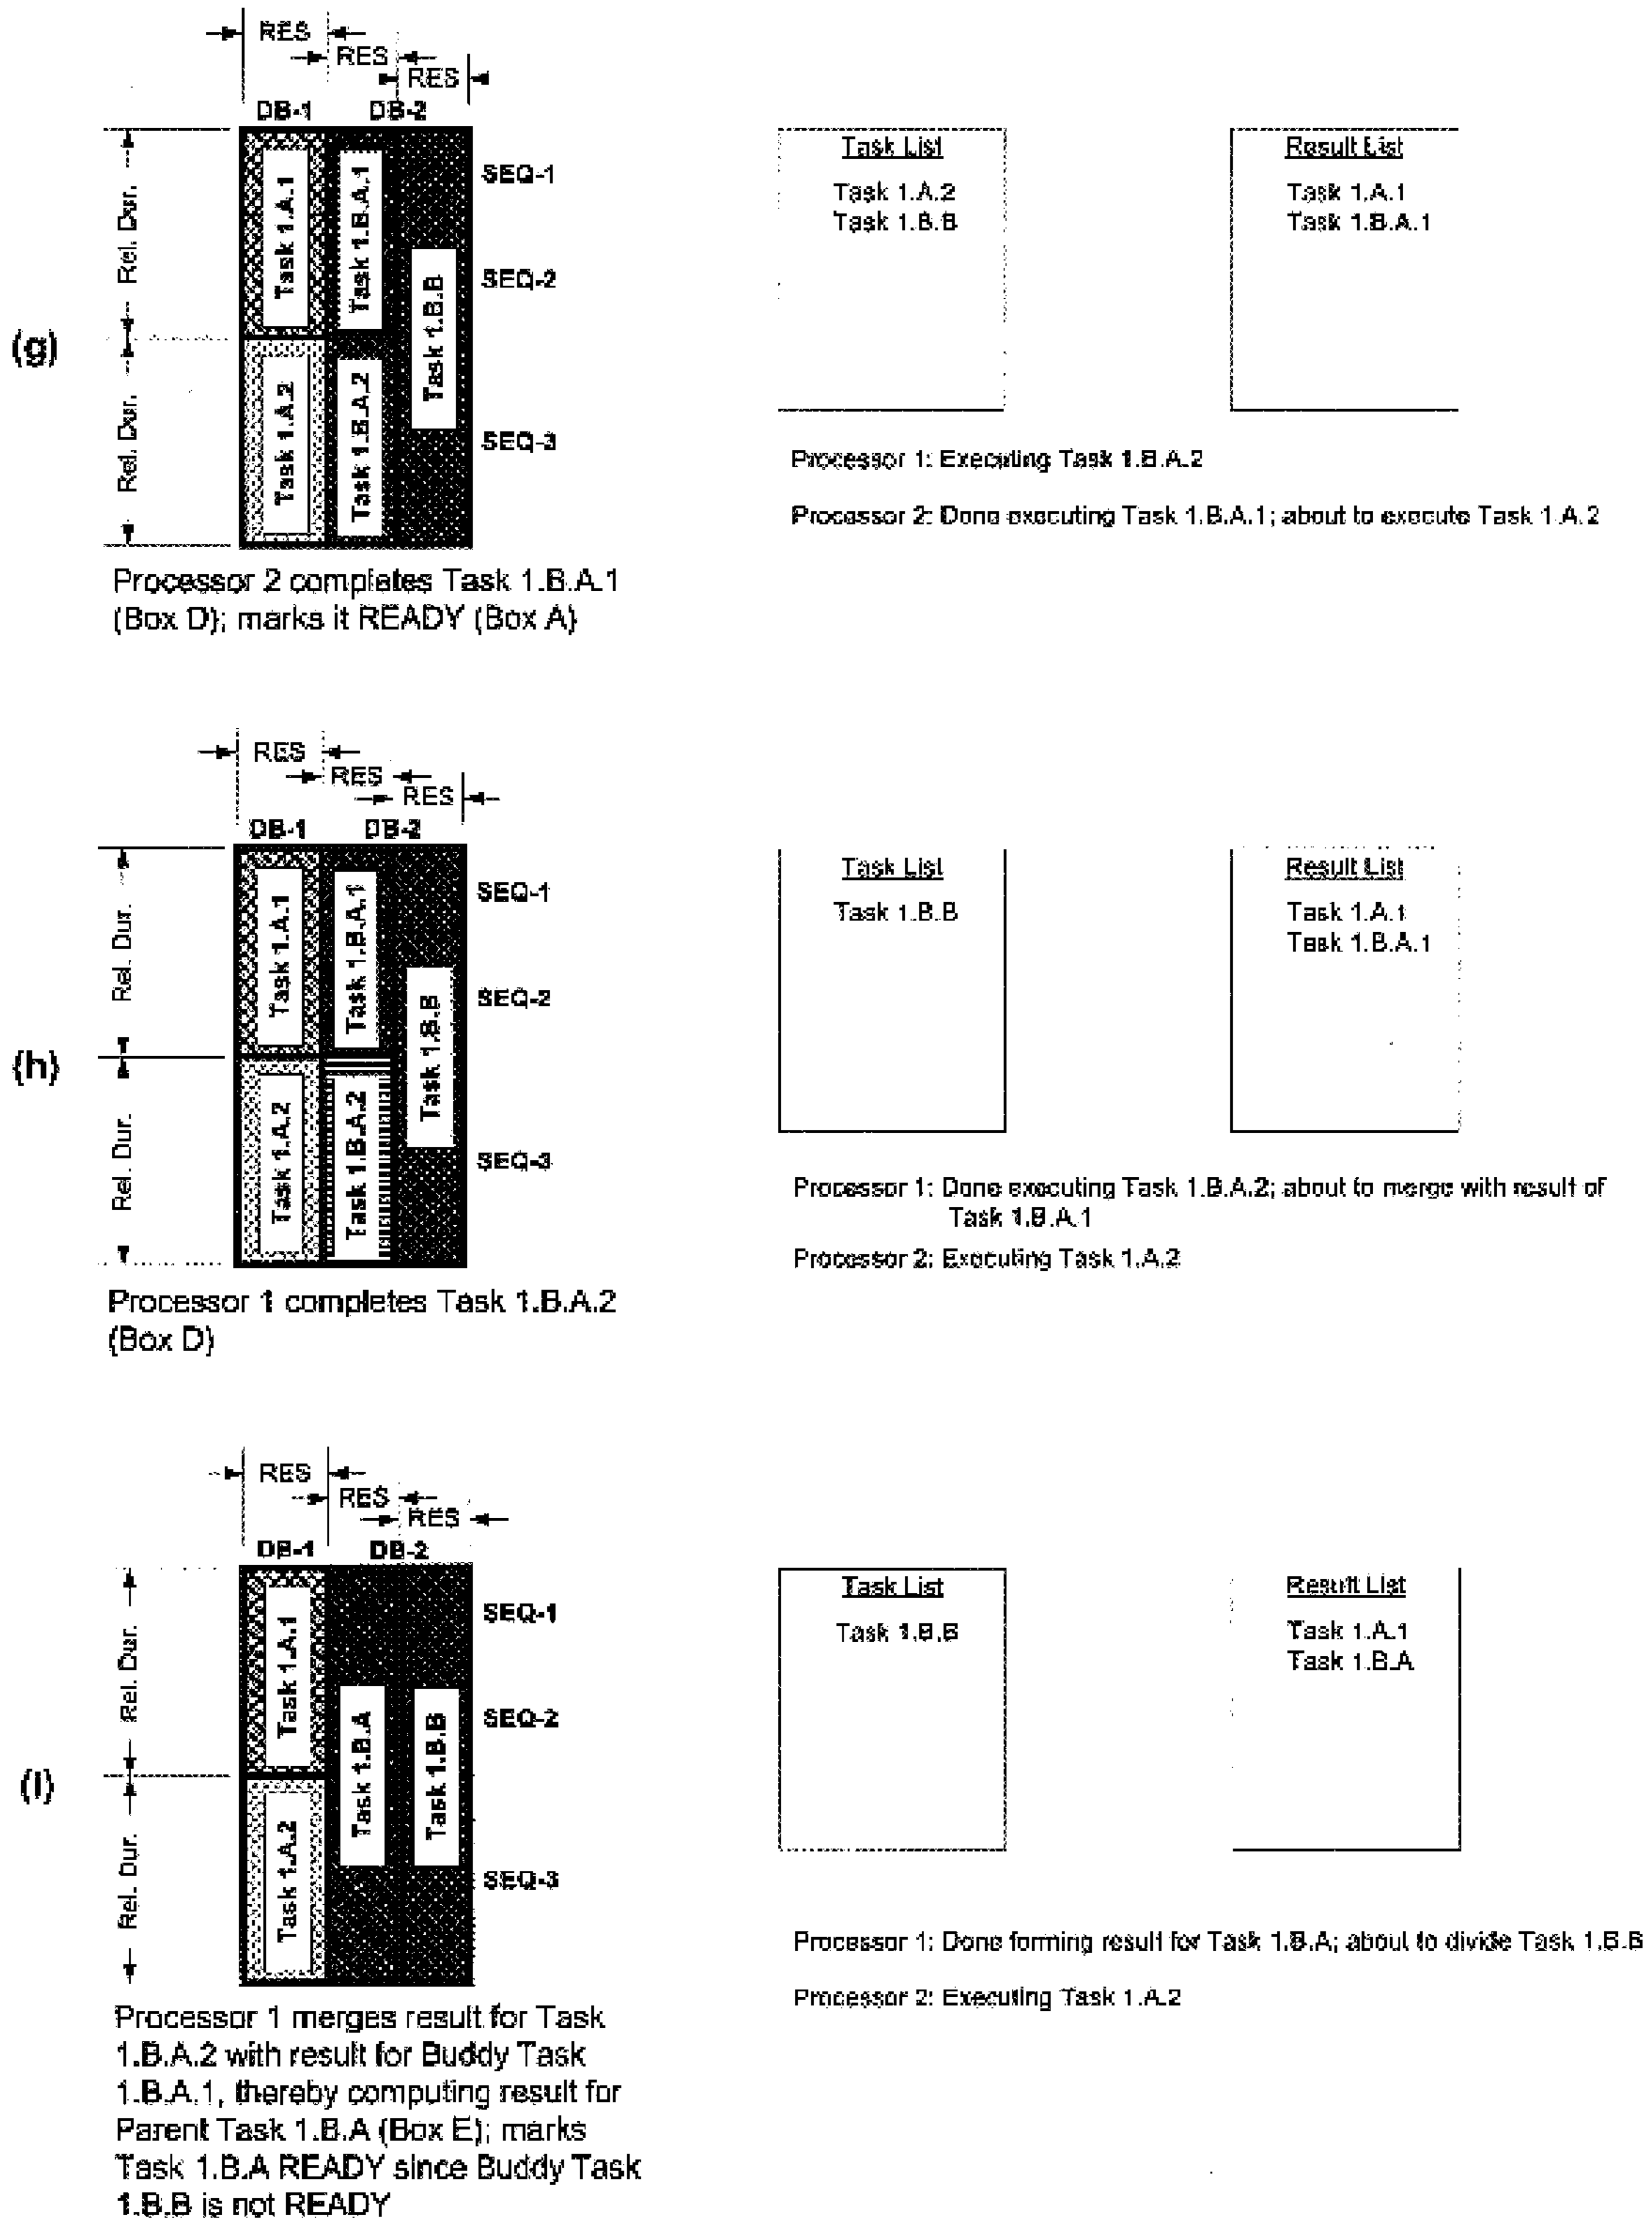 RES
RES
RES
DB-1 DB-2
Rel. Dur.
Rel. Dur.
Task 1.A.1
Task 1.B.A.1
Task 1.A.2
Task 1.B.A.2
Task 1.B.B
SEQ-1
SEQ-2
SEQ-3
(g)
Task List
Task 1.A.2
Task 1.B.B
Result List
Task 1.A.1
Task 1.B.A.1
Processor 1: Executing Task 1.B.A.2
Processor 2: Done executing Task 1.B.A.1; about to execute Task 1.A.2
Processor 2 completes Task 1.B.A.1
(Box D); marks it READY (Box A)
RES
RES
RES
DB-1 DB-2
Rel. Dur.
Rel. Dur.
Task 1.A.1
Task 1.B.A.1
Task 1.A.2
Task 1.B.A.2
Task 1.B.B
SEQ-1
SEQ-2
SEQ-3
(h)
Task List
Task 1.B.B
Result List
Task 1.A.1
Task 1.B.A.1
Processor 1: Done executing Task 1.B.A.2; about to merge with result of
Task 1.B.A.1
Processor 2: Executing Task 1.A.2
Processor 1 completes Task 1.B.A.2
(Box D)
RES
RES
RES
DB-1 DB-2
Rel. Dur.
Rel. Dur.
Task 1.A.1
Task 1.A.2
Task 1.B.A
Task 1.B.B
SEQ-1
SEQ-2
SEQ-3
(i)
Task List
Task 1.B.B
Result List
Task 1.A.1
Task 1.B.A
Processor 1: Done forming result for Task 1.B.A; about to divide Task 1.B.B
Processor 2: Executing Task 1.A.2
Processor 1 merges result for Task
1.B.A.2 with result for Buddy Task
1.B.A.1, thereby computing result for
Parent Task 1.B.A (Box E); marks
Task 1.B.A READY since Buddy Task
1.B.B is not READY